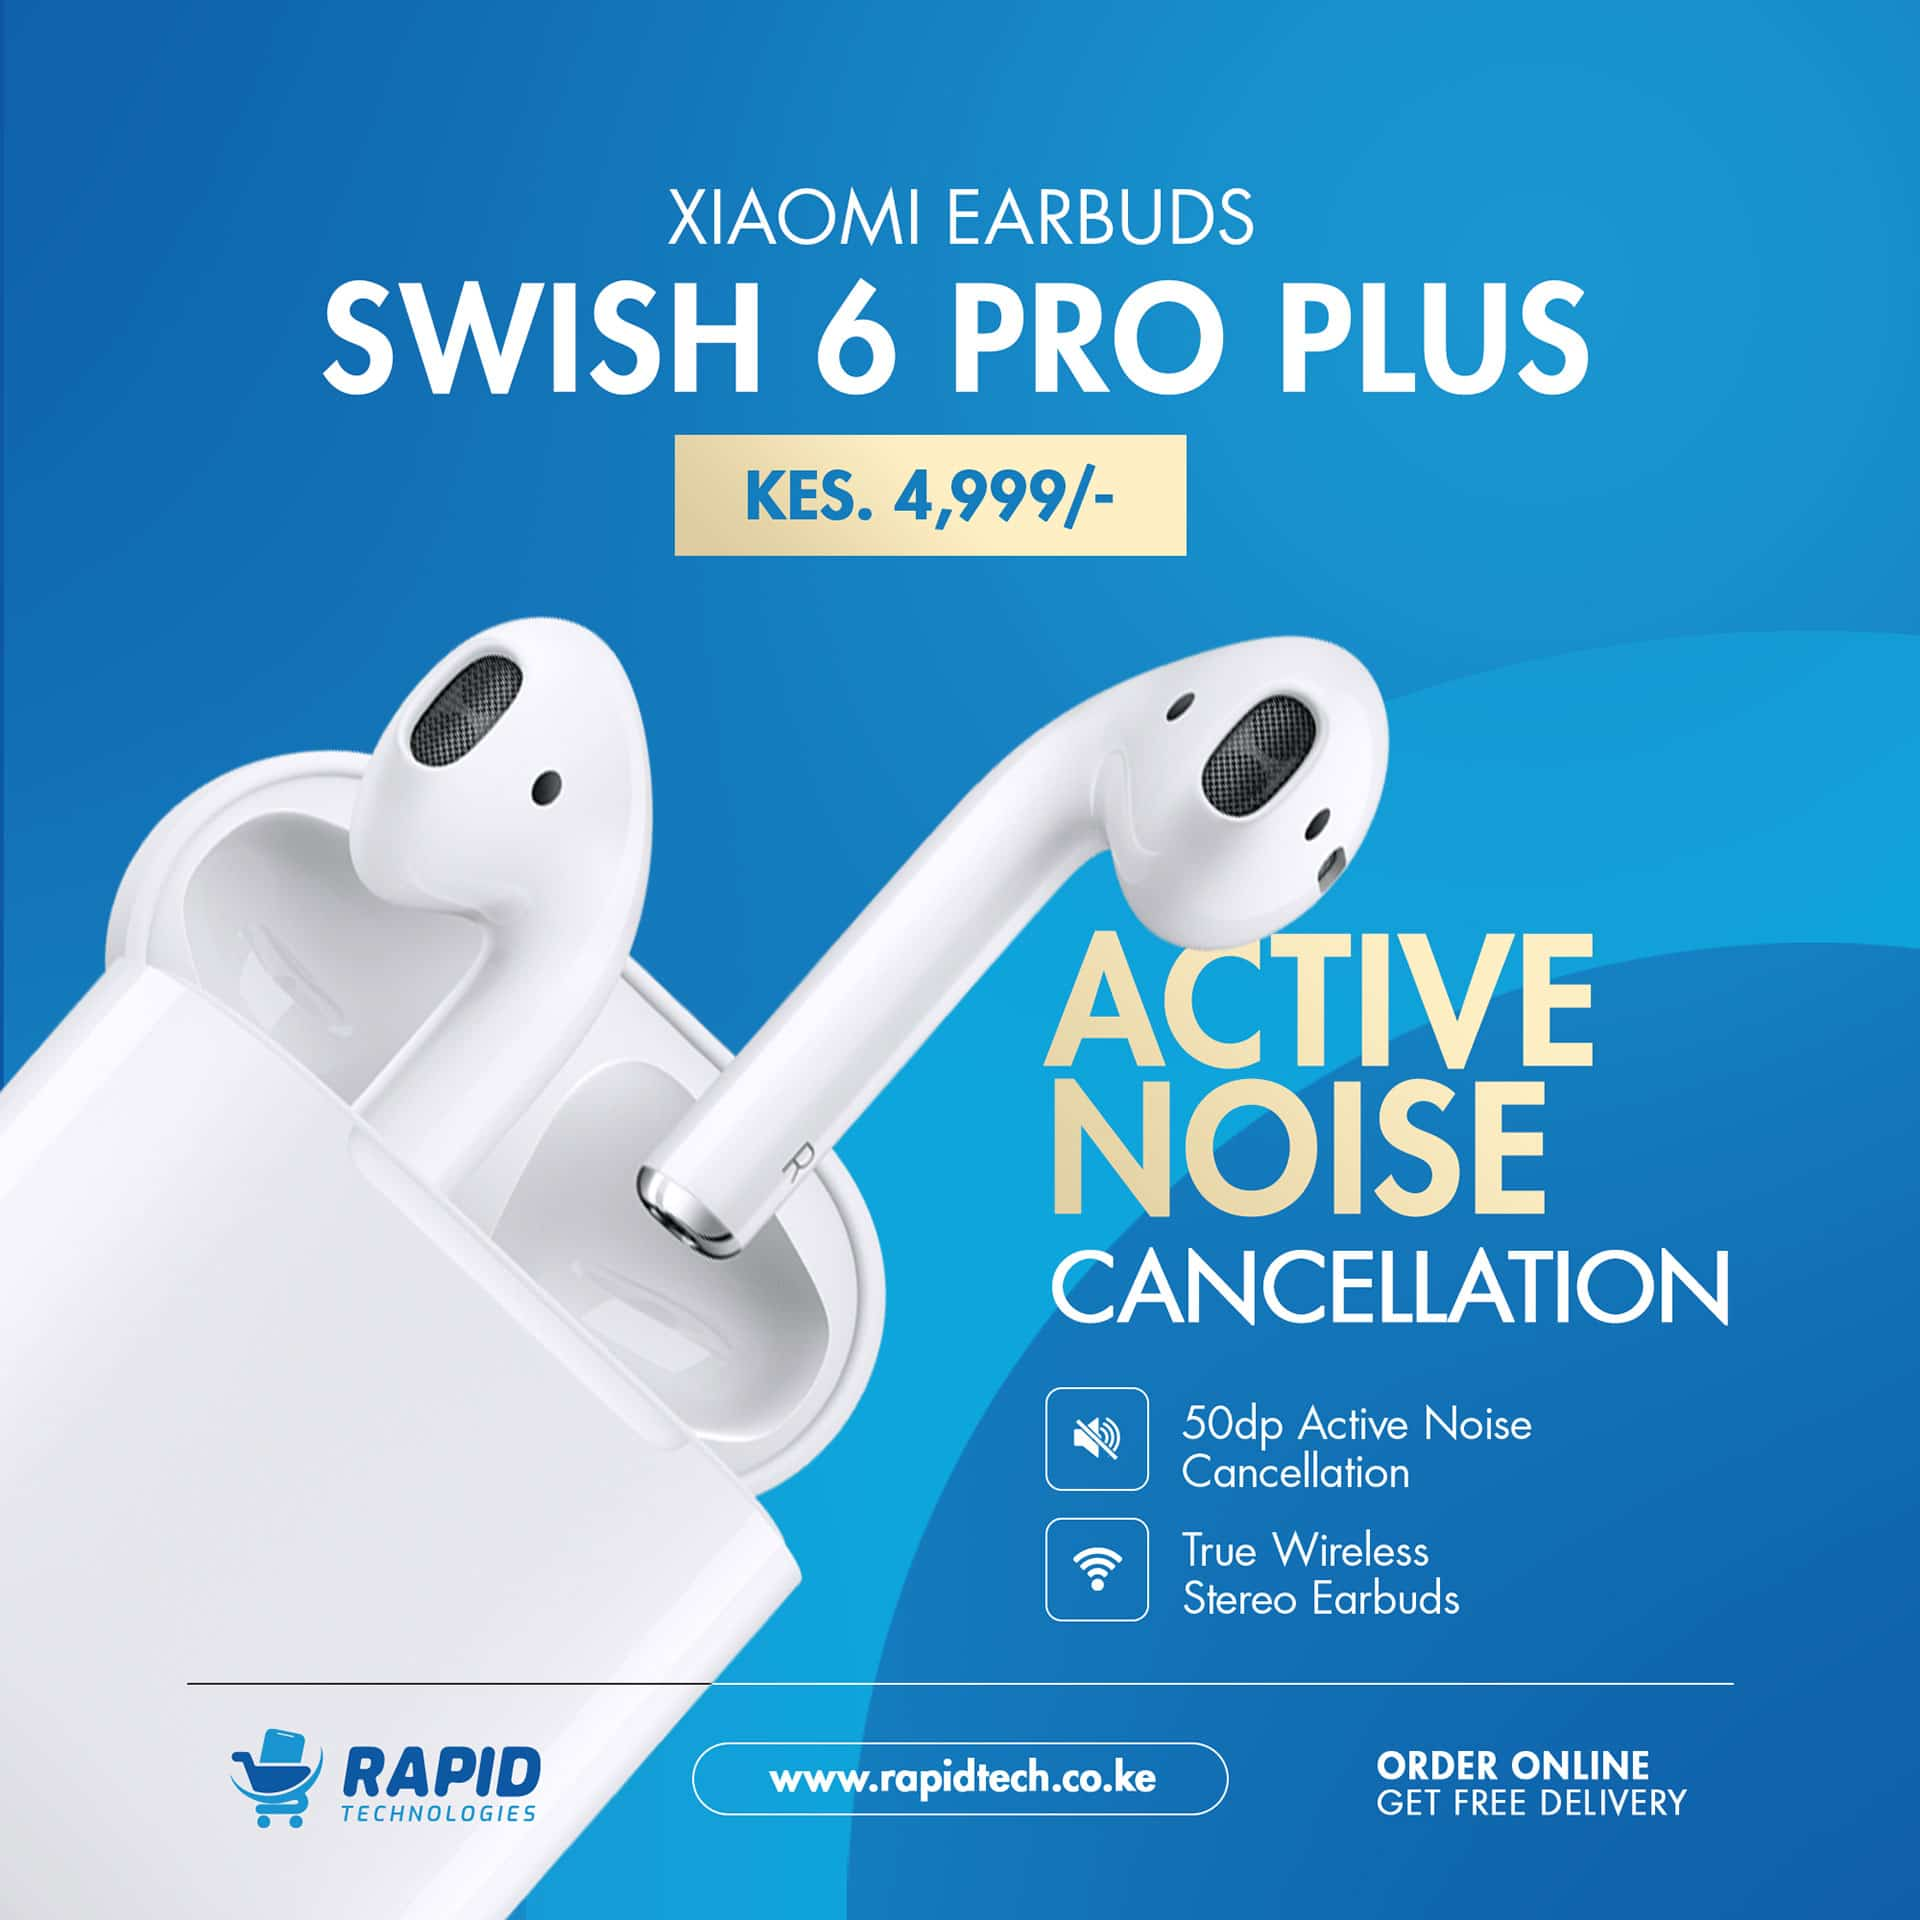 XIAOMI EARBUDS
SWISH 6 PRO PLUS
KES. 4,999/-
R
ACTIVE
NOISE
CANCELLATION
50dp Active Noise
Cancellation
True Wireless
Stereo Earbuds
RAPID
TECHNOLOGIES
www.rapidtech.co.ke
ORDER ONLINE
GET FREE DELIVERY